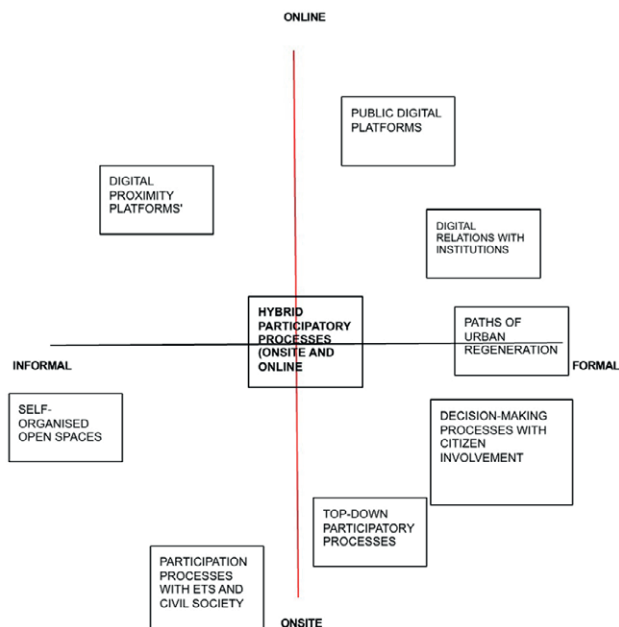 ONLINE
PUBLIC DIGITAL
PLATFORMS
DIGITAL
PROXIMITY
PLATFORMS'
DIGITAL
RELATIONS WITH
INSTITUTIONS
HYBRID
PARTICIPATORY
PROCESSES
(ONSITE AND
ONLINE
PATHS OF
URBAN
REGENERATION
INFORMAL
FORMAL
SELF-
ORGANISED
OPEN SPACES
DECISION-MAKING
PROCESSES WITH
CITIZEN
INVOLVEMENT
TOP-DOWN
PARTICIPATORY
PROCESSES
PARTICIPATION
PROCESSES
WITH ETS AND
CIVIL SOCIETY
ONSITE